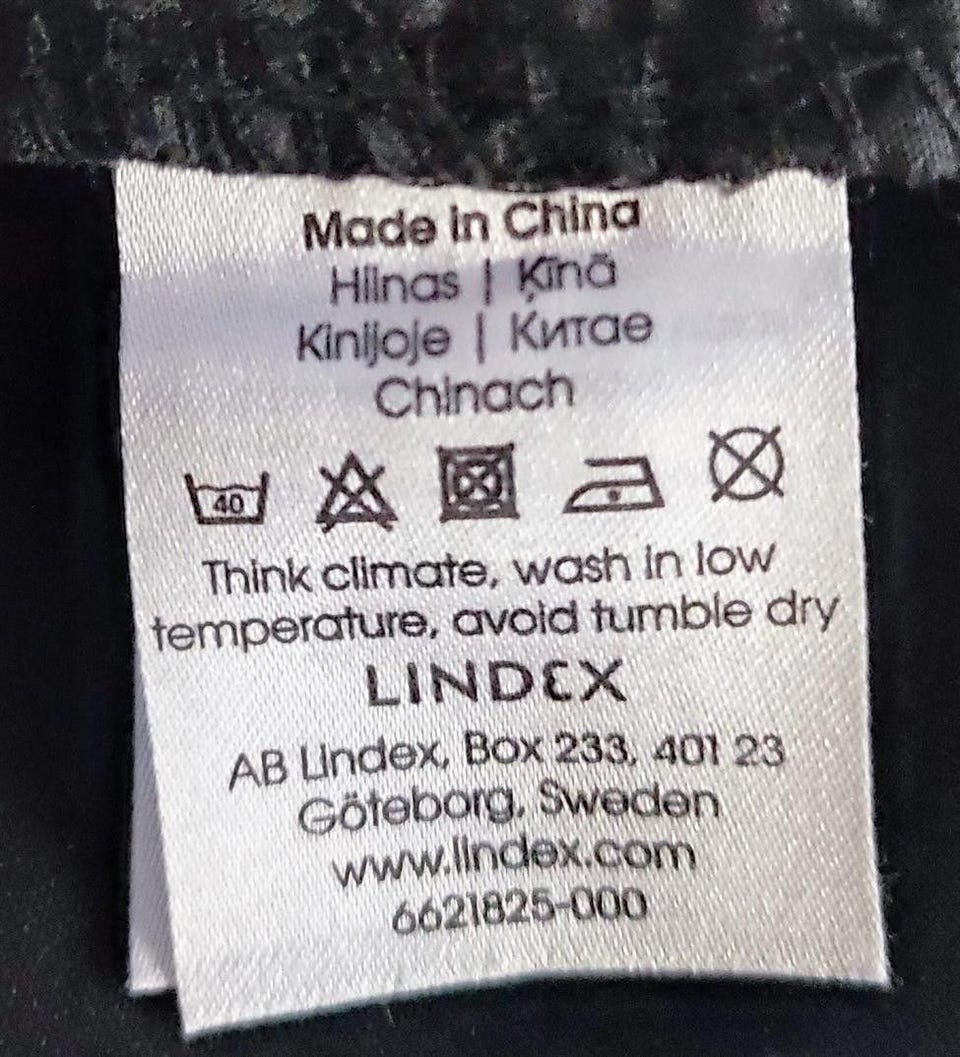 Made in China
Hiinas | Ķīnā
Kinijoje | Китае
Chinach
40
Think climate, wash in low
temperature, avoid tumble dry
LINDEX
AB Lindex, Box 233, 401 23
Göteborg, Sweden
www.lindex.com
6621825-000